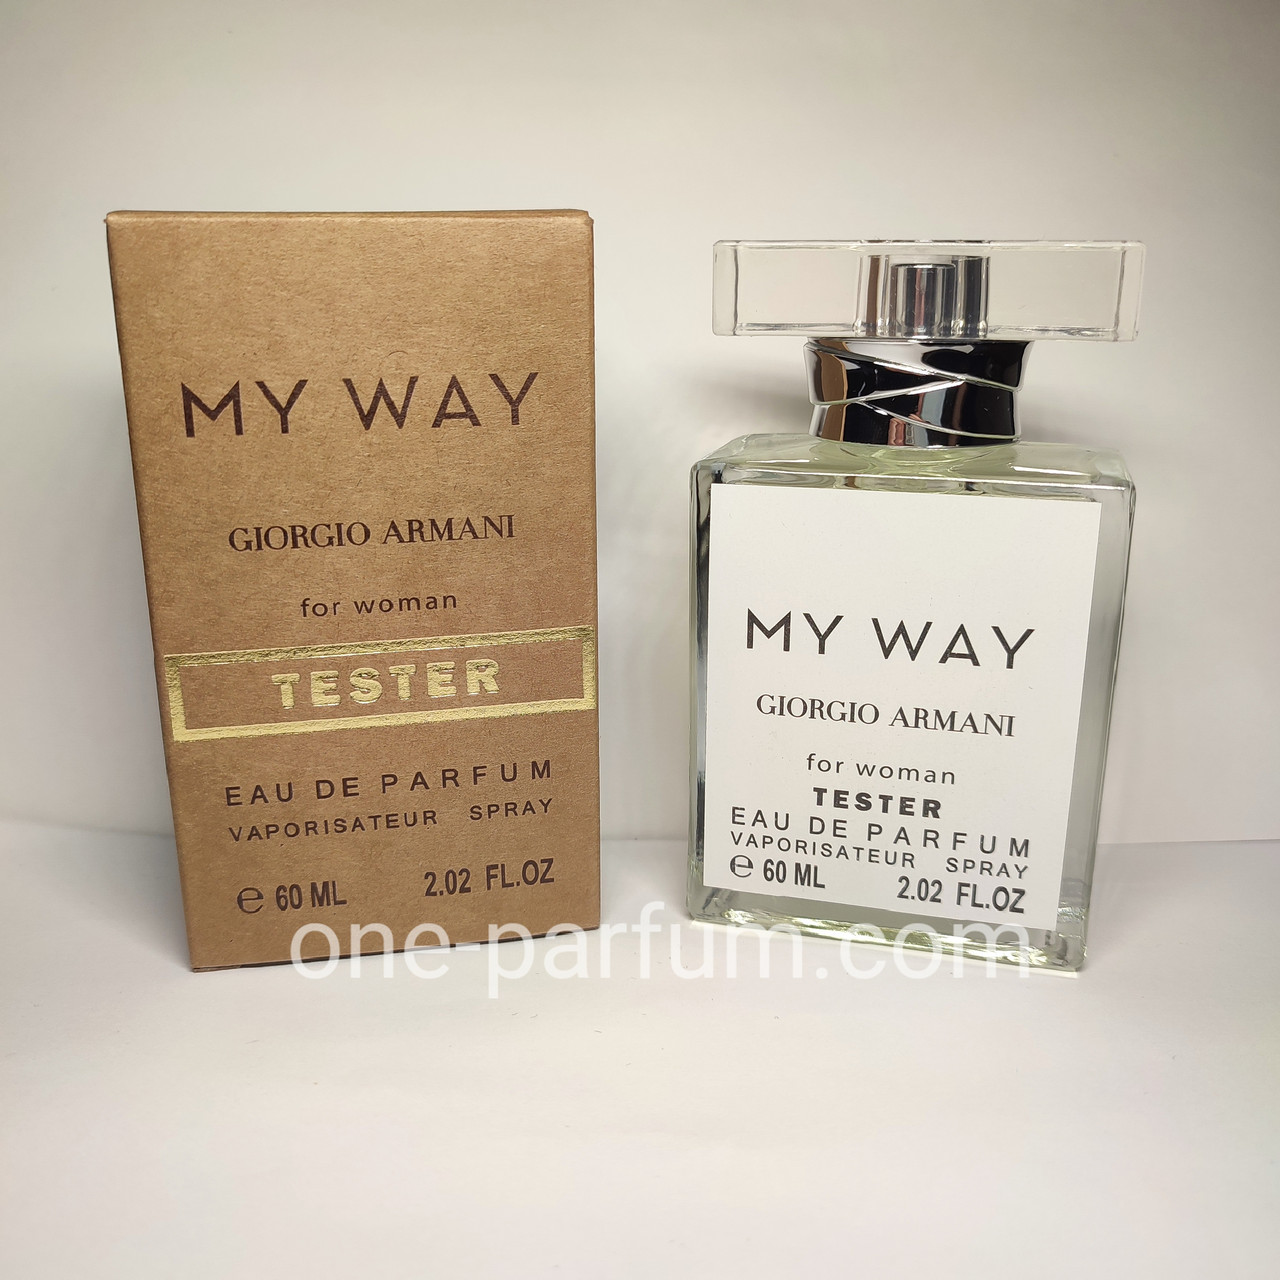 MY WAY
GIORGIO ARMANI
for woman
TESTER
EAU DE PARFUM
VAPORISATEUR SPRAY
℮ 60 ML 2.02 FL.OZ
MY WAY
GIORGIO ARMANI
for woman
TESTER
EAU DE PARFUM
VAPORISATEUR SPRAY
℮ 60 ML 2.02 FL.OZ
one-parfum.com